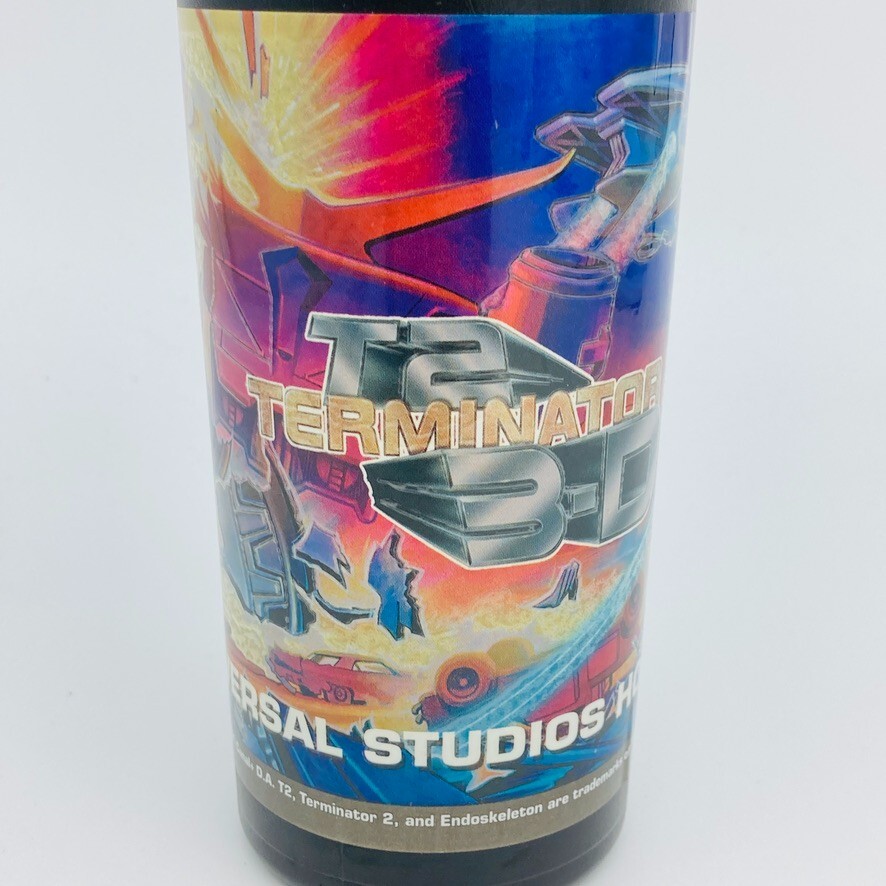 T2
TERMINATOR
3-D
ERSAL STUDIOS H
D.A. T2, Terminator 2, and Endoskeleton are trademarks